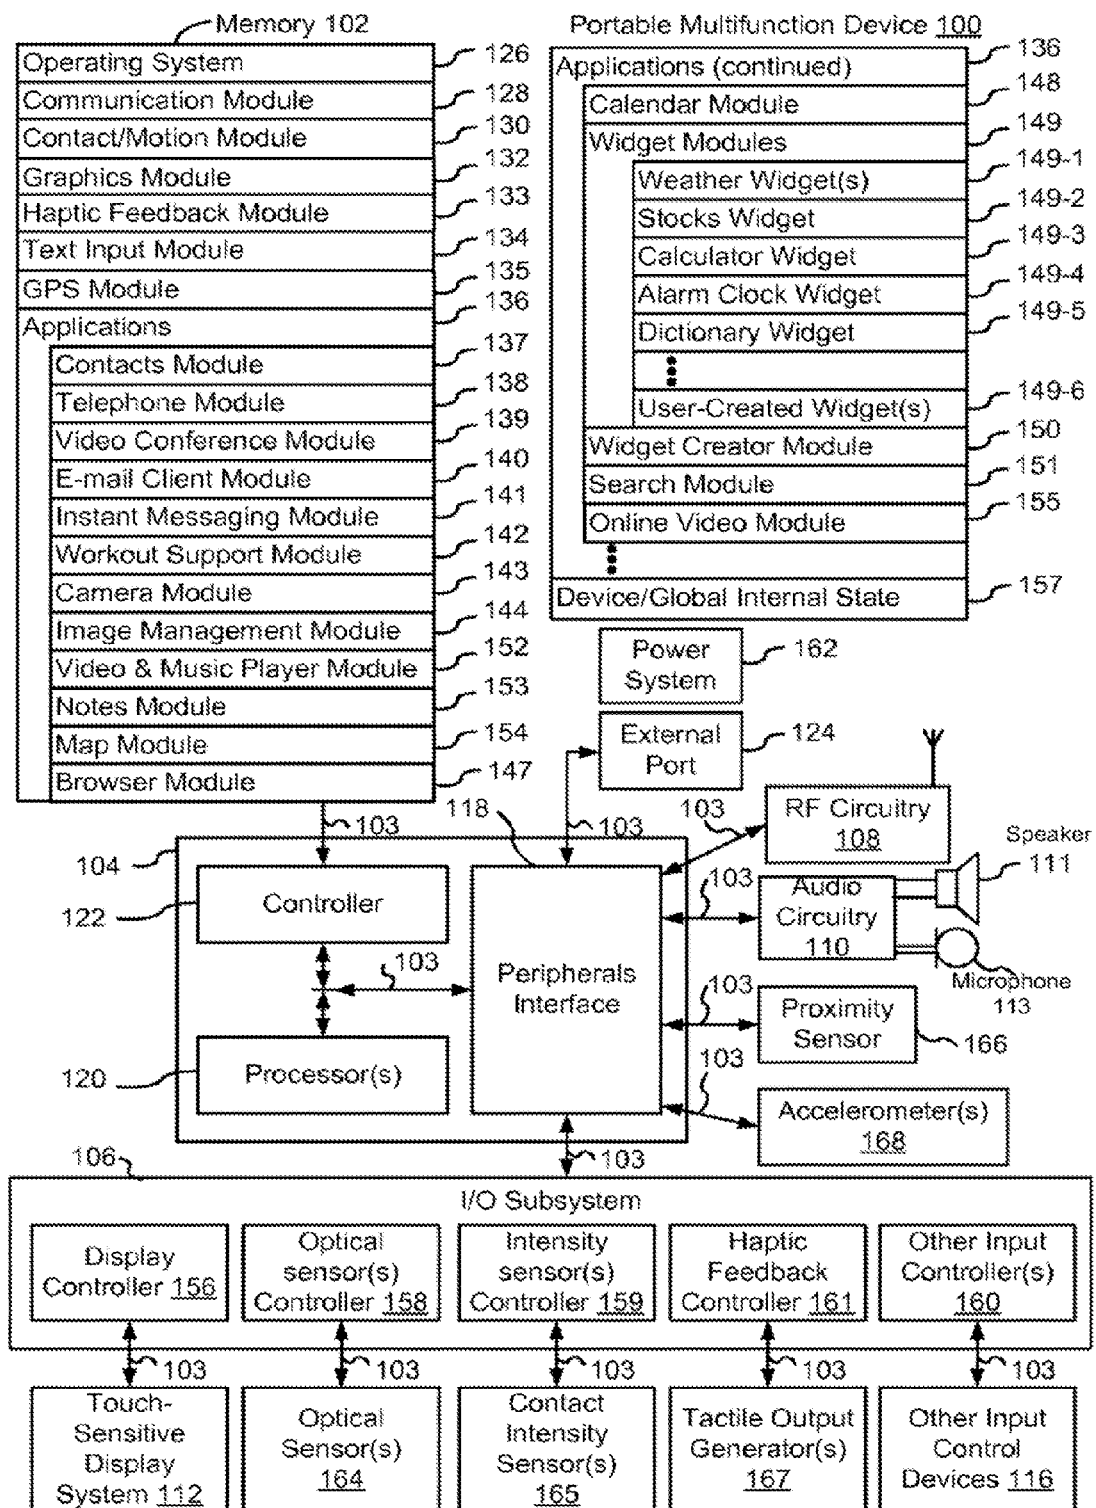 Memory 102
Operating System 126
Communication Module 128
Contact/Motion Module 130
Graphics Module 132
Haptic Feedback Module 133
Text Input Module 134
GPS Module 135
Applications 136
Contacts Module 137
Telephone Module 138
Video Conference Module 139
E-mail Client Module 140
Instant Messaging Module 141
Workout Support Module 142
Camera Module 143
Image Management Module 144
Video & Music Player Module 152
Notes Module 153
Map Module 154
Browser Module 147
Portable Multifunction Device 100
Applications (continued) 136
Calendar Module 148
Widget Modules 149
Weather Widget(s) 149-1
Stocks Widget 149-2
Calculator Widget 149-3
Alarm Clock Widget 149-4
Dictionary Widget 149-5
User-Created Widget(s) 149-6
Widget Creator Module 150
Search Module 151
Online Video Module 155
Device/Global Internal State 157
Power
System
162
External
Port
124
103
118
103
103
RF Circuitry
108
Speaker
111
104
122
Controller
103
Audio
Circuitry
110
103
Peripherals
Interface
Microphone
113
103
Proximity
Sensor
166
120
Processor(s)
103
Accelerometer(s)
168
106
103
I/O Subsystem
Display
Controller 156
Optical
sensor(s)
Controller 158
Intensity
sensor(s)
Controller 159
Haptic
Feedback
Controller 161
Other Input
Controller(s)
160
103
103
103
103
103
Touch-
Sensitive
Display
System 112
Optical
Sensor(s)
164
Contact
Intensity
Sensor(s)
165
Tactile Output
Generator(s)
167
Other Input
Control
Devices 116